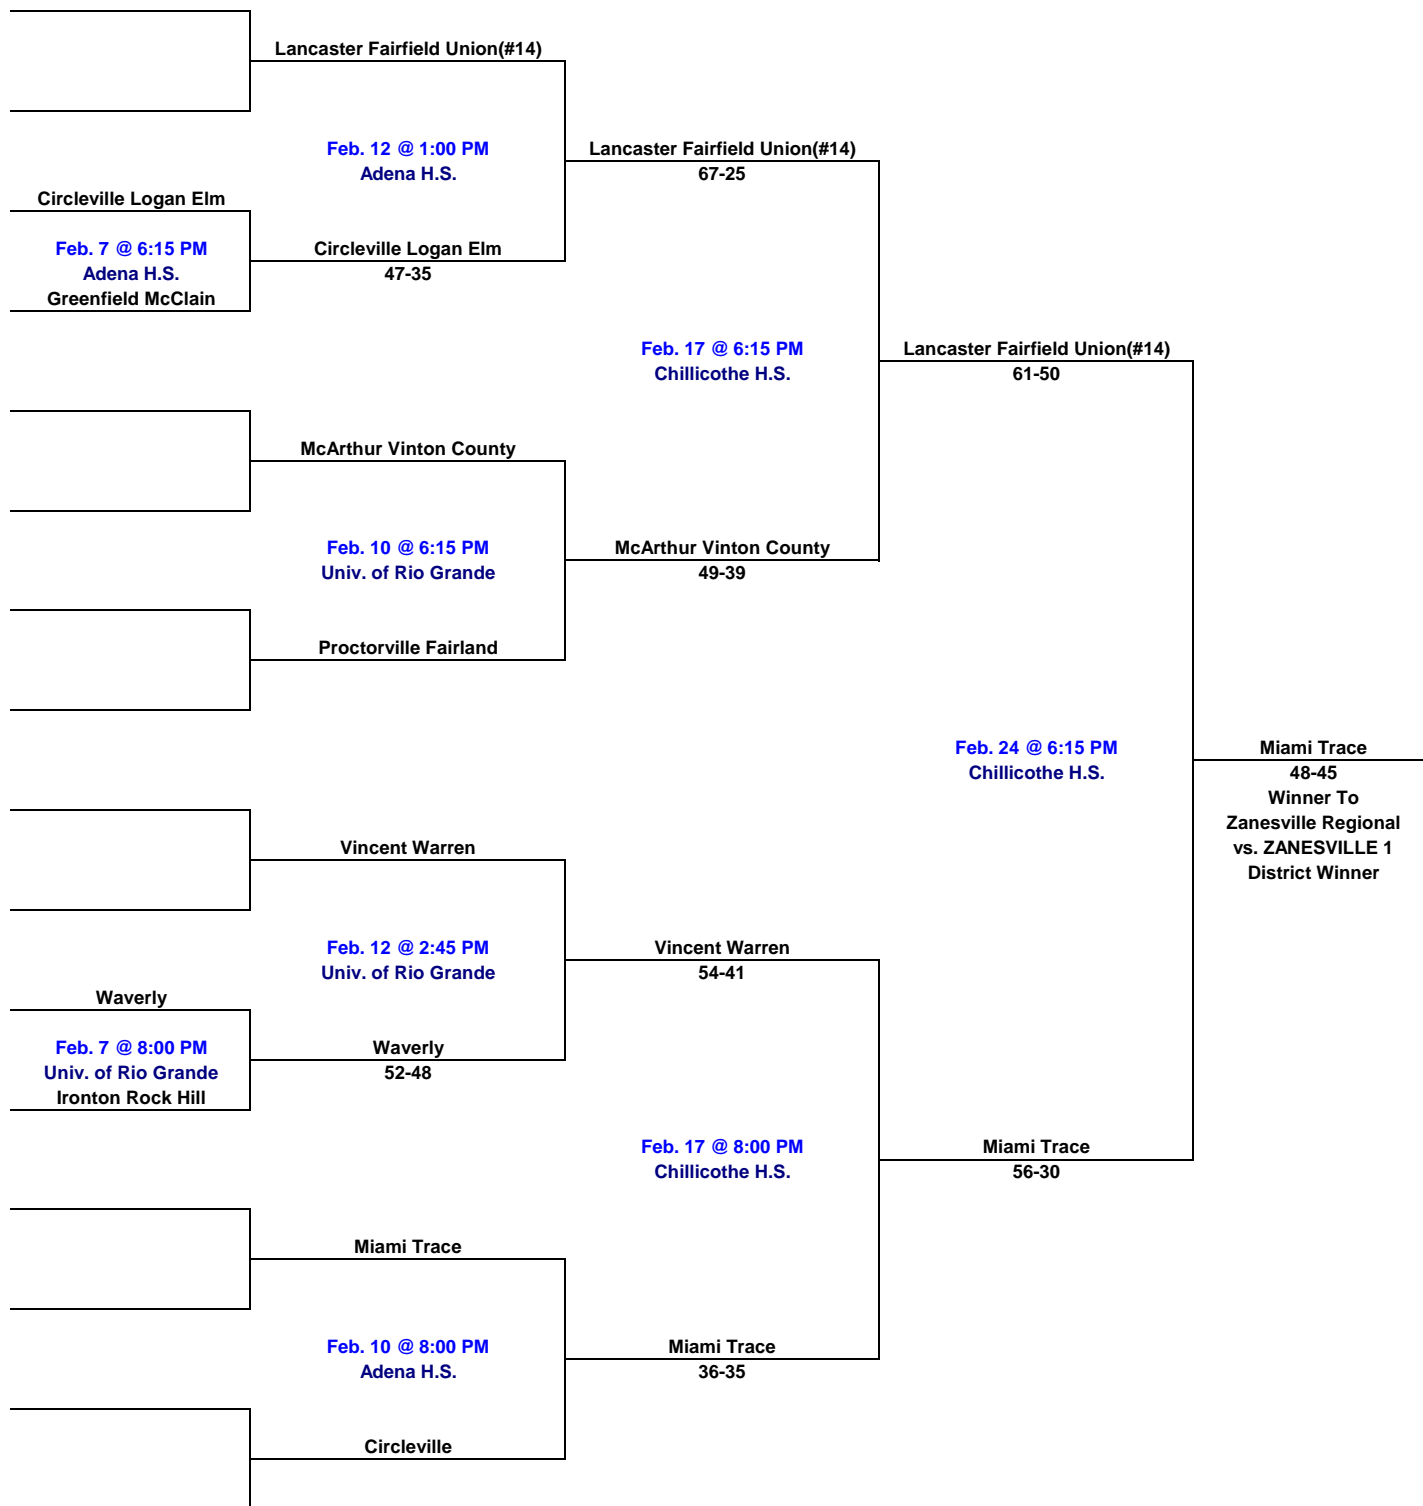 Lancaster Fairfield Union(#14)
Feb. 12 @ 1:00 PM
Adena H.S.
Lancaster Fairfield Union(#14)
67-25
Circleville Logan Elm
Feb. 7 @ 6:15 PM
Adena H.S.
Greenfield McClain
Circleville Logan Elm
47-35
Feb. 17 @ 6:15 PM
Chillicothe H.S.
Lancaster Fairfield Union(#14)
61-50
McArthur Vinton County
Feb. 10 @ 6:15 PM
Univ. of Rio Grande
McArthur Vinton County
49-39
Proctorville Fairland
Feb. 24 @ 6:15 PM
Chillicothe H.S.
Miami Trace
48-45
Winner To
Zanesville Regional
vs. ZANESVILLE 1
District Winner
Vincent Warren
Feb. 12 @ 2:45 PM
Univ. of Rio Grande
Vincent Warren
54-41
Waverly
Feb. 7 @ 8:00 PM
Univ. of Rio Grande
Ironton Rock Hill
Waverly
52-48
Feb. 17 @ 8:00 PM
Chillicothe H.S.
Miami Trace
56-30
Miami Trace
Feb. 10 @ 8:00 PM
Adena H.S.
Miami Trace
36-35
Circleville